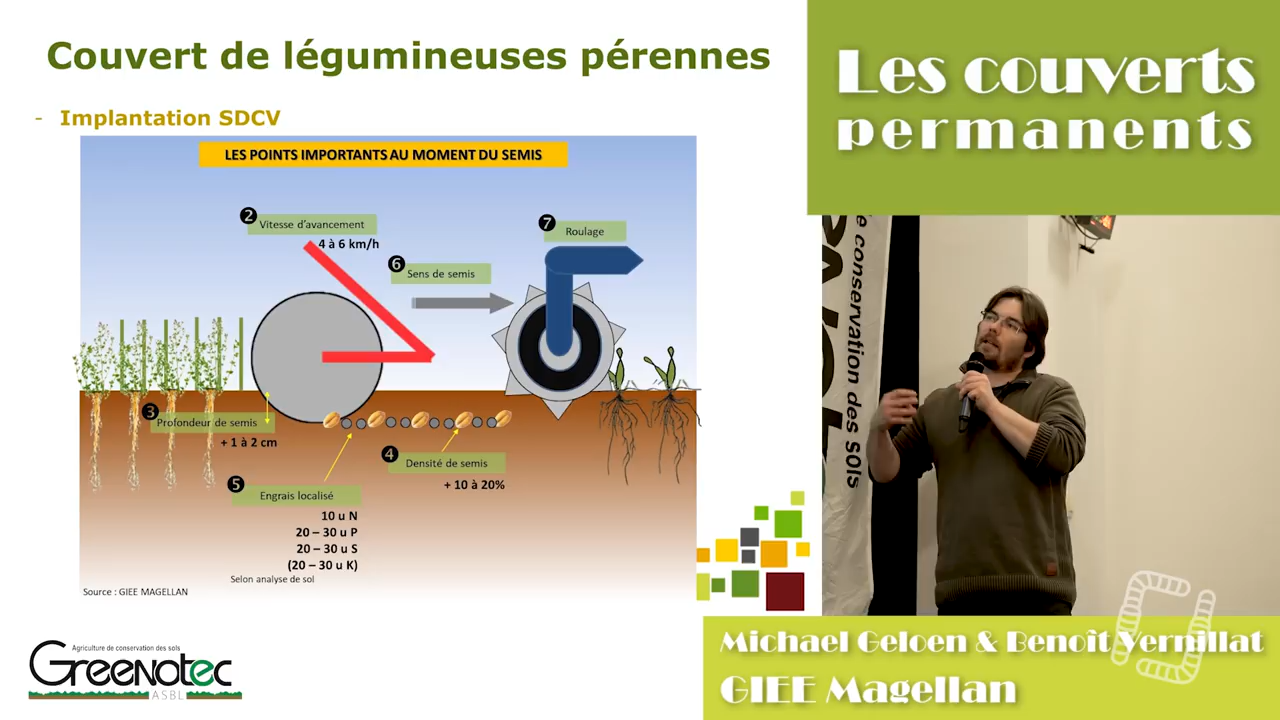 Couvert de légumineuses pérennes
- Implantation SDCV
LES POINTS IMPORTANTS AU MOMENT DU SEMIS
2 Vitesse d'avancement
4 à 6 km/h
6 Sens de semis
7 Roulage
3 Profondeur de semis
+ 1 à 2 cm
4 Densité de semis
+ 10 à 20%
5 Engrais localisé
10 u N
20 – 30 u P
20 – 30 u S
(20 – 30 u K)
Selon analyse de sol
Source : GIEE MAGELLAN
Agriculture de conservation des sols
Greenotec
ASBL
Les couverts
permanents
e conservation des sols
Michael Geloen & Benoît Vernillat
GIEE Magellan